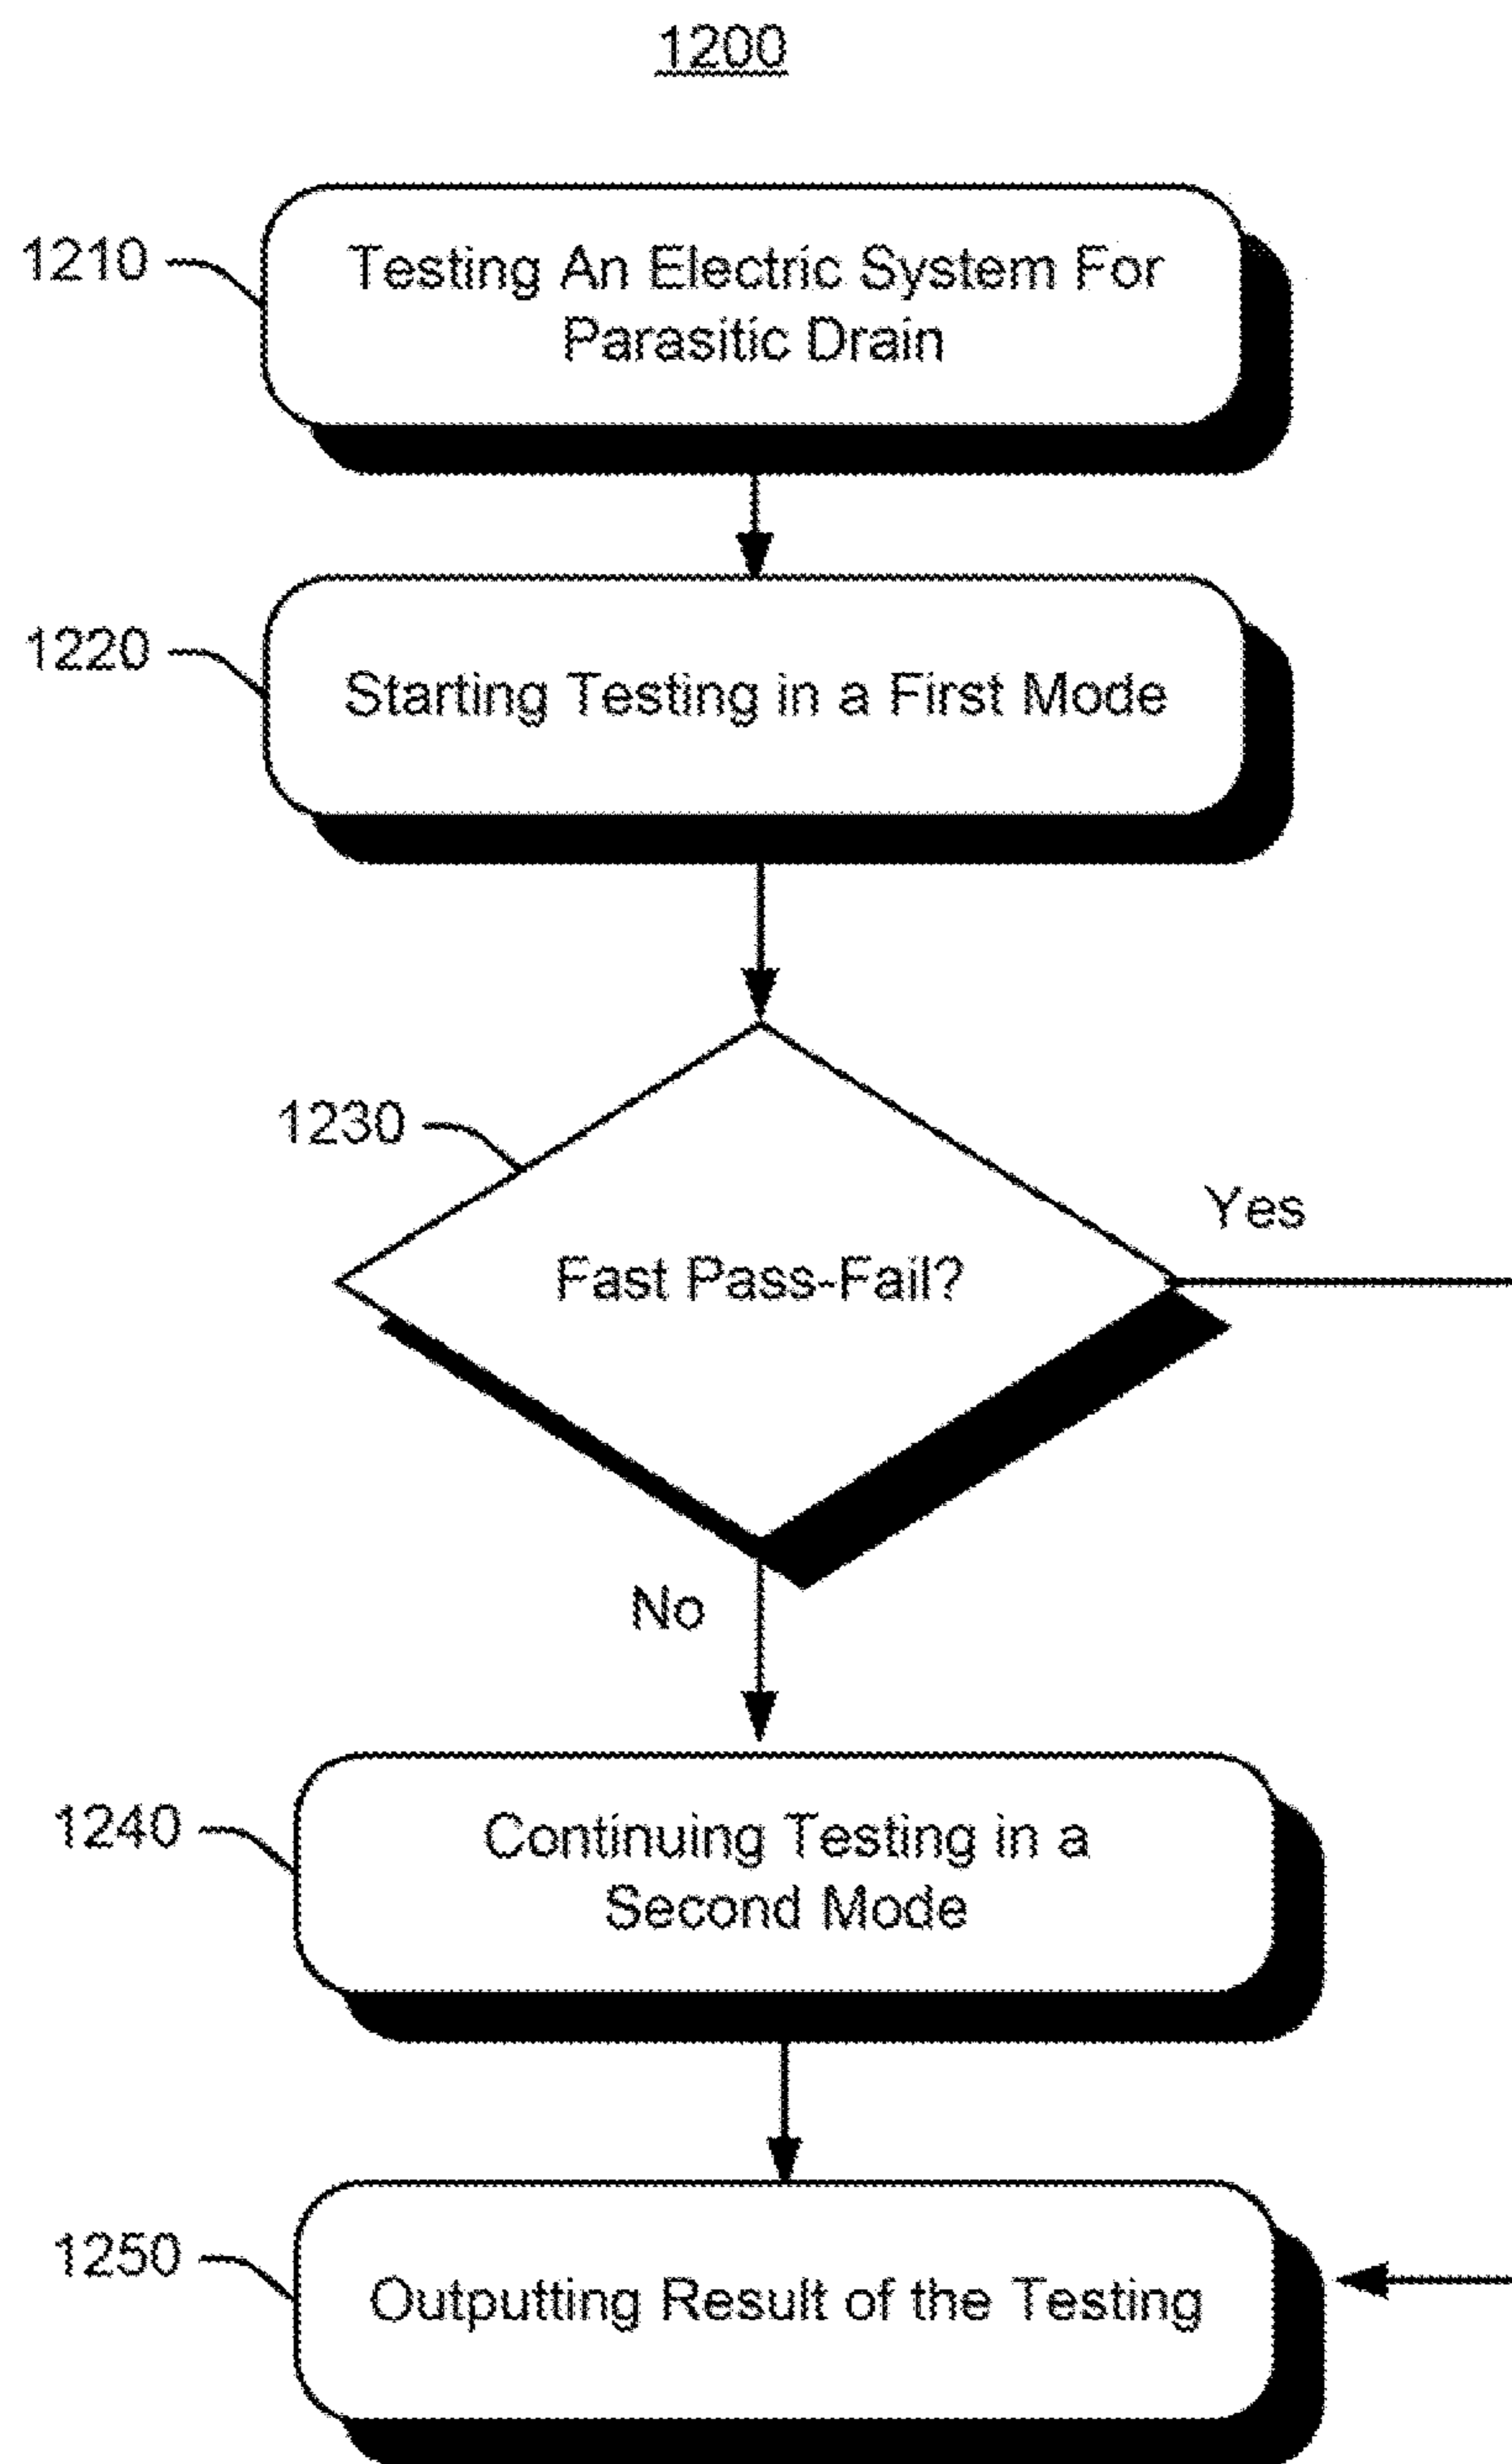 1200
1210
Testing An Electric System For
Parasitic Drain
1220
Starting Testing in a First Mode
1230
Fast Pass-Fail?
Yes
No
1240
Continuing Testing in a
Second Mode
1250
Outputting Result of the Testing